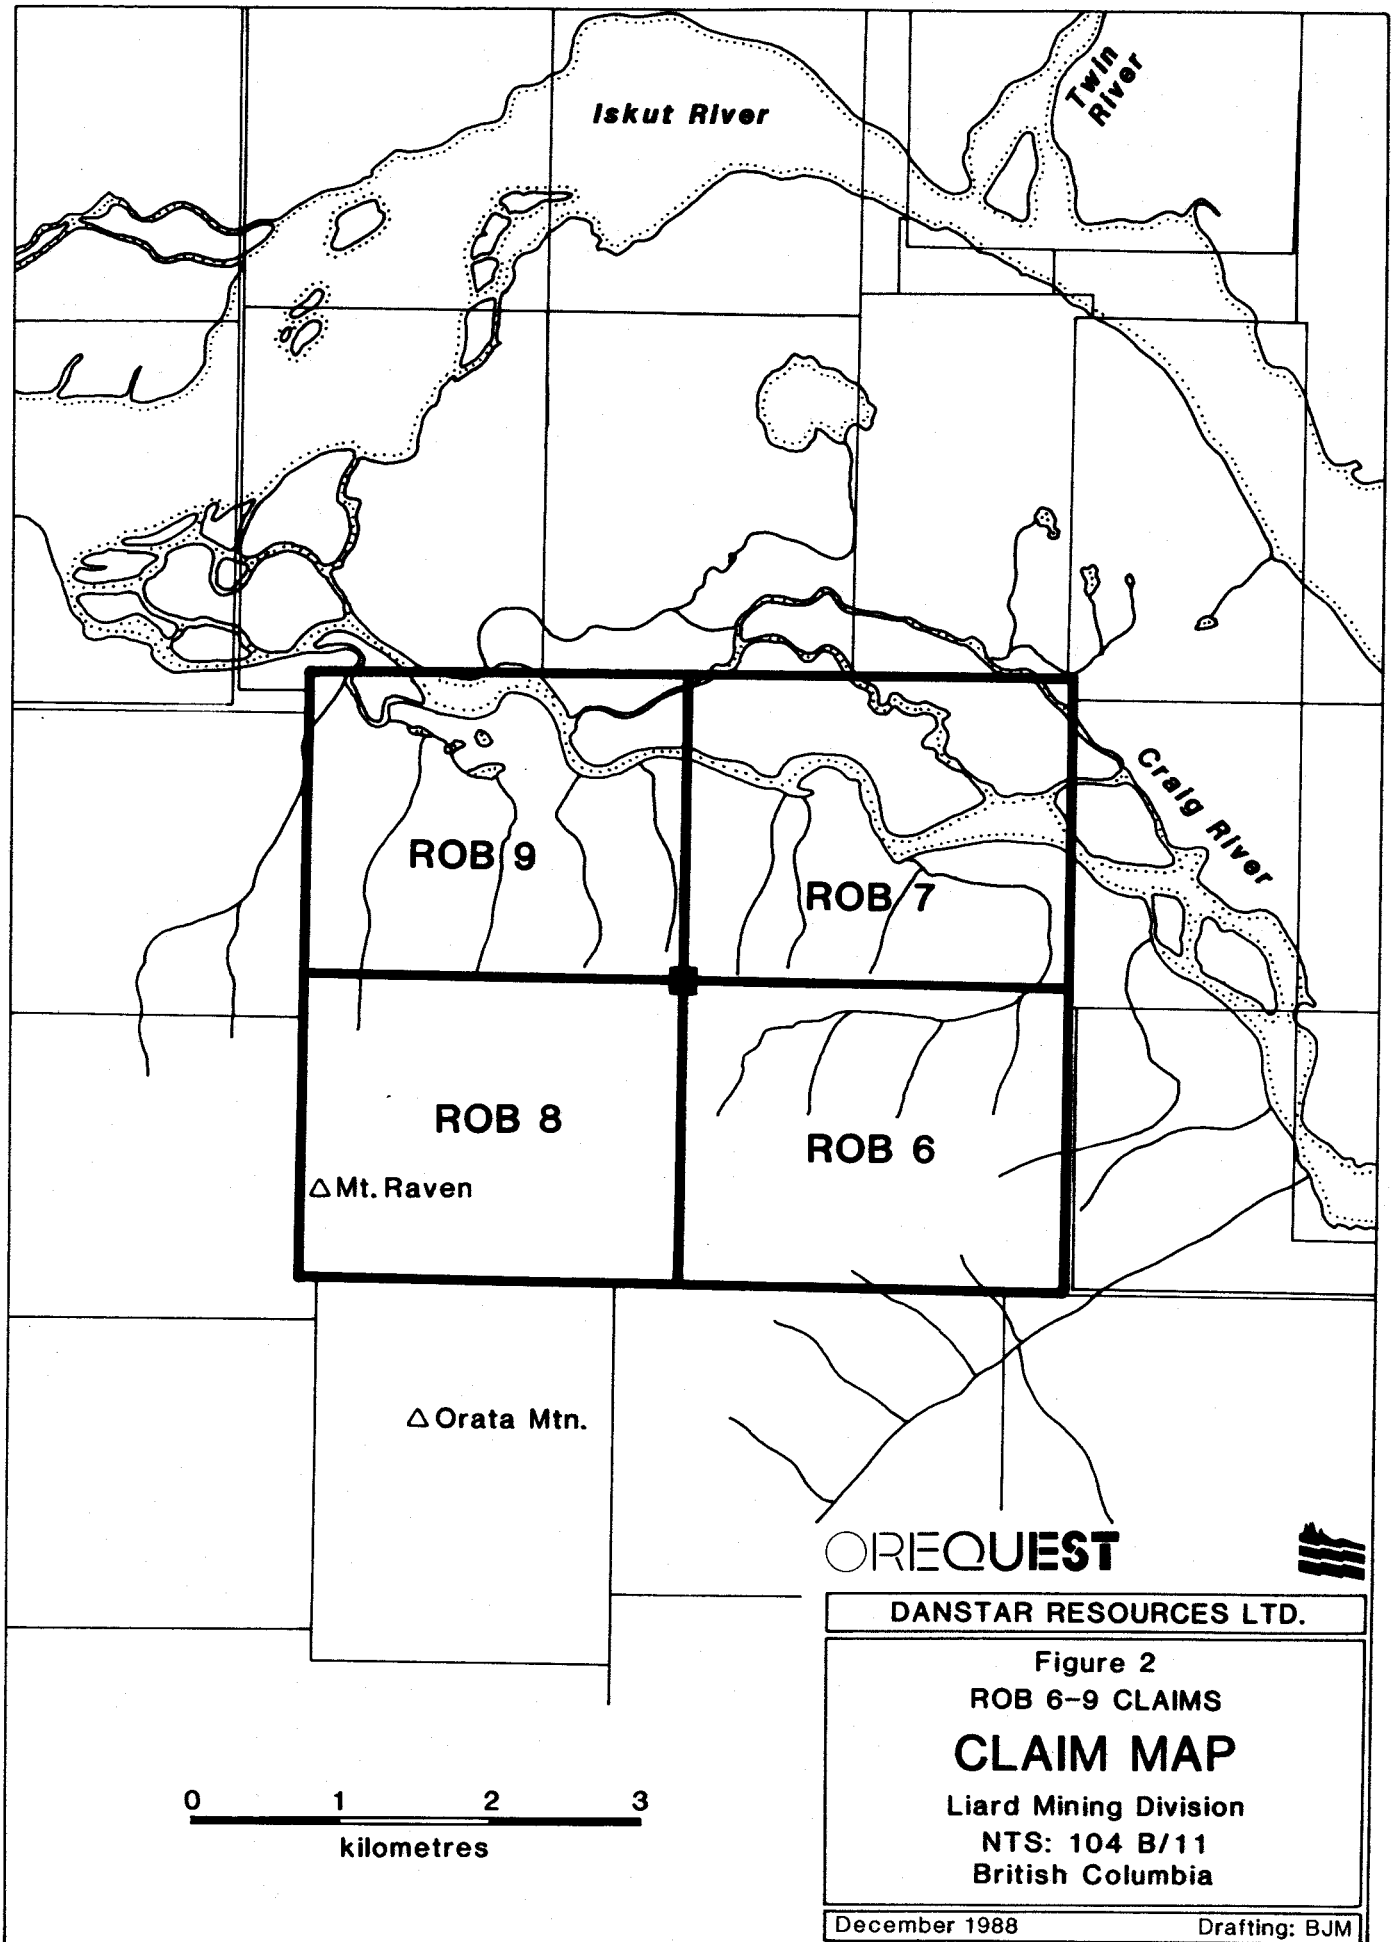 Iskut River
Twin
River
Craig River
ROB 9
ROB 7
ROB 8
ROB 6
Mt. Raven
Orata Mtn.
OREQUEST
DANSTAR RESOURCES LTD.
Figure 2
ROB 6-9 CLAIMS
CLAIM MAP
Liard Mining Division
NTS: 104 B/11
British Columbia
December 1988 Drafting: BJM
0 1 2 3
kilometres